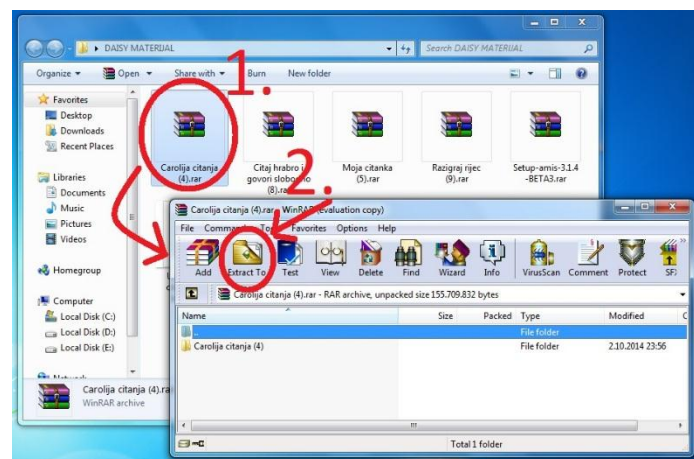 DAISY MATERIJAL
Search DAISY MATERIJAL
Organize Open Share with Burn New folder
1.
Favorites
Desktop
Downloads
Recent Places
Libraries
Documents
Music
Pictures
Videos
Homegroup
Computer
Local Disk (C:)
Local Disk (D:)
Local Disk (E:)
Carolija citanja
(4).rar
Citaj hrabro i
govori slobodno
(8).rar
Moja citanka
(5).rar
Razigraj rijec
(9).rar
Setup-amis-3.1.4
-BETA3.rar
2.
Carolija citanja (4).ra
WinRAR archive
Carolija citanja (4).rar - WinRAR (evaluation copy)
File Favorites Options Help
Add Extract To Test View Delete Find Wizard Info VirusScan Comment Protect SFX
Carolija citanja (4).rar - RAR archive, unpacked size 155.709.832 bytes
Name Size Packed Type Modified C
.. File folder
Carolija citanja (4) File folder 2.10.2014 23:56
Total 1 folder